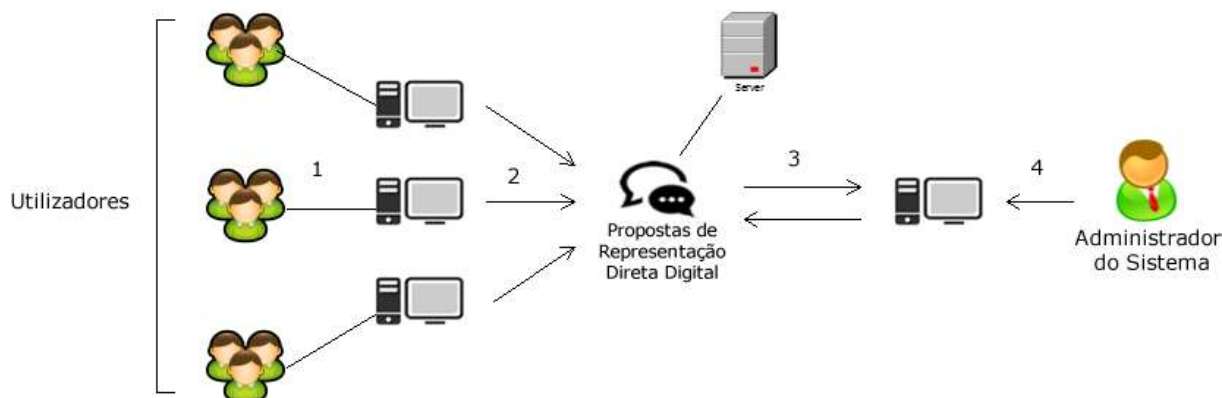 Server
Utilizadores
1
2
3
4
Propostas de
Representação
Direta Digital
Administrador
do Sistema